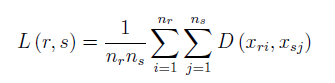 L (r, s) = \frac{1}{n_r n_s} \sum_{i=1}^{n_r} \sum_{j=1}^{n_s} D (x_{ri}, x_{sj})